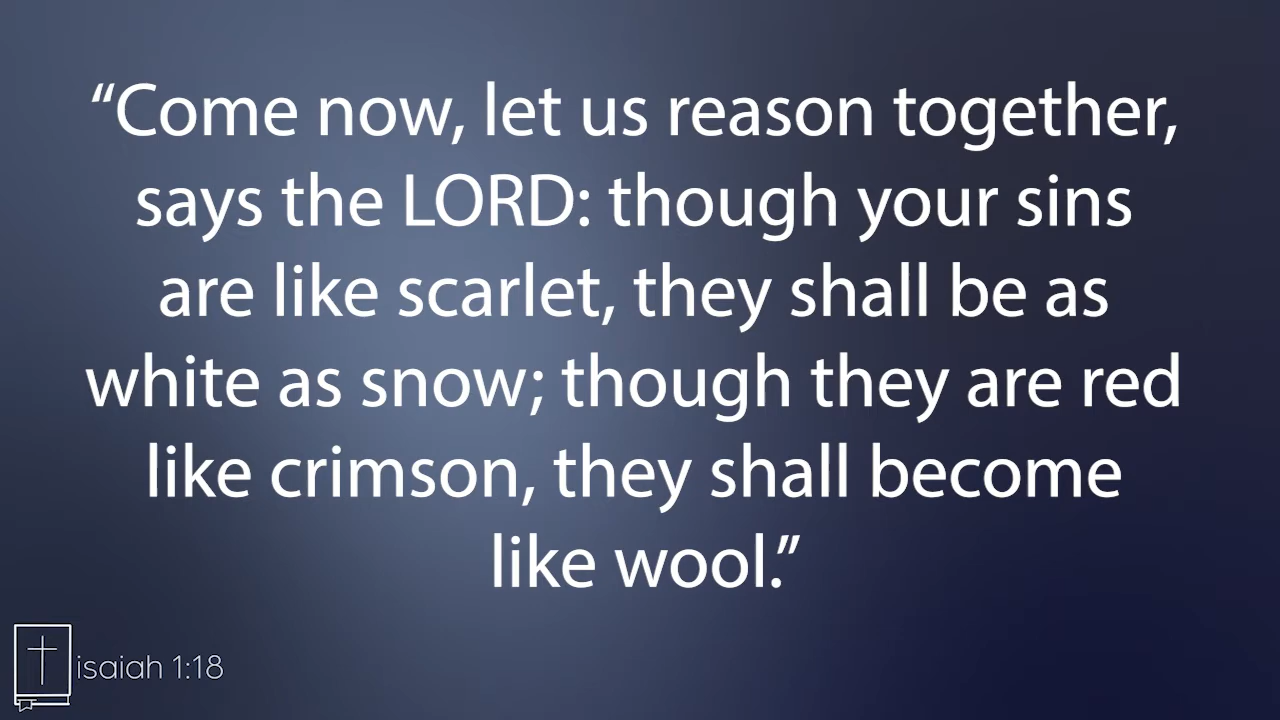 “Come now, let us reason together,
says the LORD: though your sins
are like scarlet, they shall be as
white as snow; though they are red
like crimson, they shall become
like wool.”
isaiah 1:18